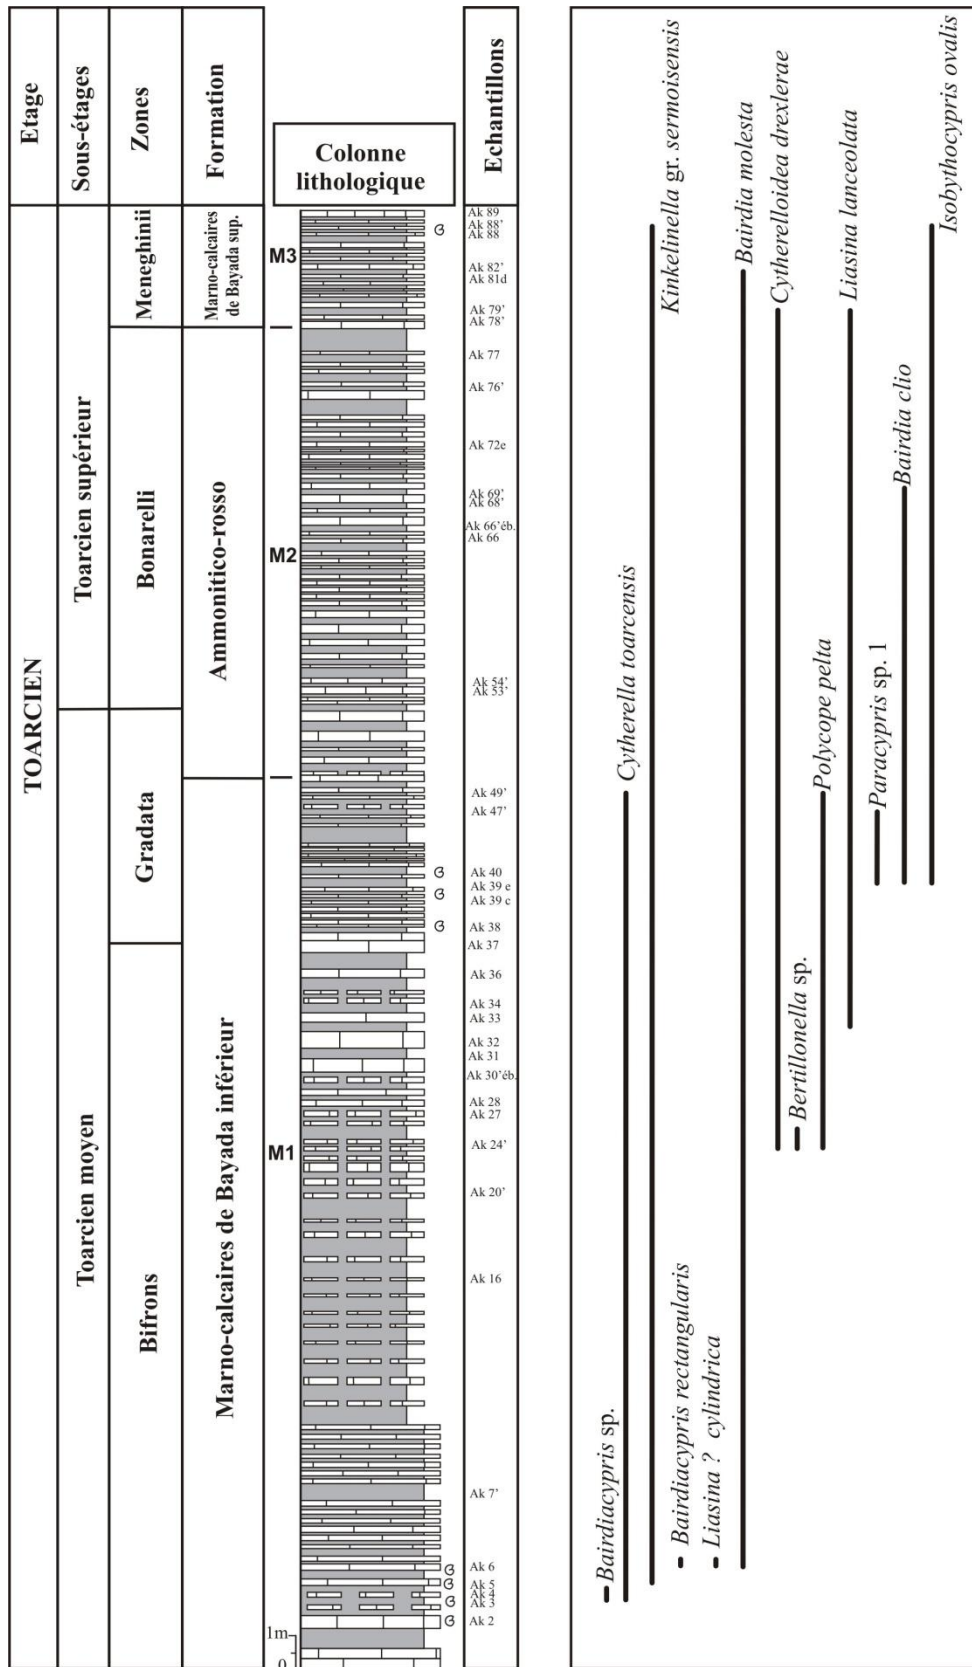 Etage
Sous-étages
Zones
Formation
Colonne
lithologique
Echantillons
TOARCIEN
Toarcien supérieur
Toarcien moyen
Meneghinii
Bonarelli
Gradata
Bifrons
Marno-calcaires
de Bayada sup.
Ammonitico-rosso
Marno-calcaires de Bayada inférieur
M3
M2
M1
1m
0
Ak 89
Ak 88'
Ak 88
Ak 82'
Ak 81d
Ak 79'
Ak 78'
Ak 77
Ak 76'
Ak 72e
Ak 69'
Ak 68'
Ak 66'éb.
Ak 66
Ak 54'
Ak 53'
Ak 49'
Ak 47'
Ak 40
Ak 39 e
Ak 39 c
Ak 38
Ak 37
Ak 36
Ak 34
Ak 33
Ak 32
Ak 31
Ak 30'éb.
Ak 28
Ak 27
Ak 24'
Ak 20'
Ak 16
Ak 7'
Ak 6
Ak 5
Ak 4
Ak 3
Ak 2
Bairdiacypris sp.
Cytherella toarcensis
Kinkelinella gr. sermoisensis
Bairdiacypris rectangularis
Liasina ? cylindrica
Bairdia molesta
Cytherelloidea drexlerae
Bertillonella sp.
Polycope pelta
Liasina lanceolata
Paracypris sp. 1
Bairdia clio
Isobythocypris ovalis